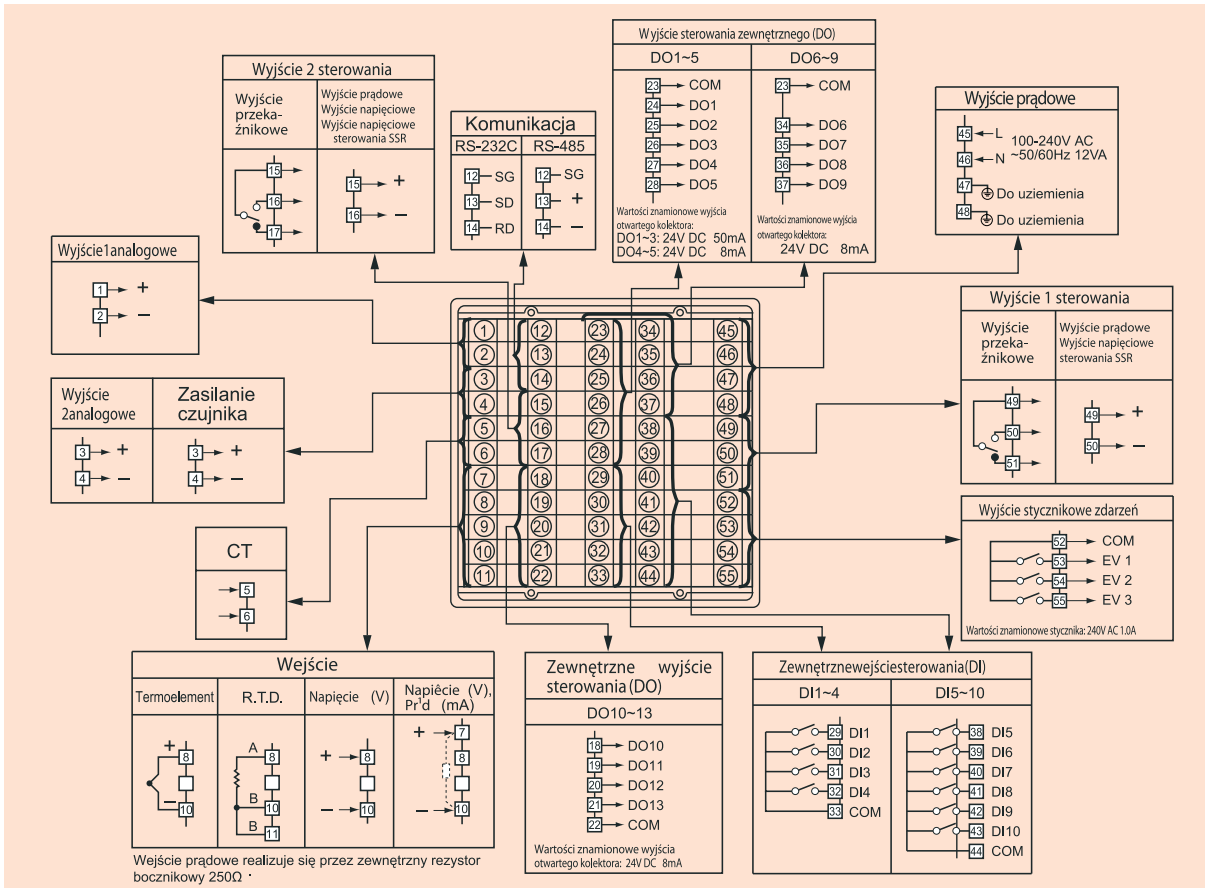 Wyjście sterowania zewnętrznego (DO)
DO1~5
DO6~9
23 COM
24 DO1
25 DO2
26 DO3
27 DO4
28 DO5
Wartości znamionowe wyjścia
otwartego kolektora:
DO1~3: 24V DC 50mA
DO4~5: 24V DC 8mA
23 COM
34 DO6
35 DO7
36 DO8
37 DO9
Wartości znamionowe wyjścia
otwartego kolektora:
24V DC 8mA
Wyjście 2 sterowania
Wyjście
przeka-
źnikowe
15
16
17
Wyjście prądowe
Wyjście napięciowe
Wyjście napięciowe
sterowania SSR
15 +
16 –
Komunikacja
RS-232C
RS-485
12 SG
13 SD
14 RD
12 SG
13 +
14 –
Wyjście prądowe
45 L
46 N
100-240V AC
~50/60Hz 12VA
47 Do uziemienia
48 Do uziemienia
Wyjście1analogowe
1 +
2 –
Wyjście
2analogowe
3 +
4 –
Zasilanie
czujnika
3 +
4 –
Wyjście 1 sterowania
Wyjście
przeka-
źnikowe
49
50
51
Wyjście prądowe
Wyjście napięciowe
sterowania SSR
49 +
50 –
1 12 23 34 45
2 13 24 35 46
3 14 25 36 47
4 15 26 37 48
5 16 27 38 49
6 17 28 39 50
7 18 29 40 51
8 19 30 41 52
9 20 31 42 53
10 21 32 43 54
11 22 33 44 55
CT
5
6
Wyjście stycznikowe zdarzeń
52 COM
53 EV 1
54 EV 2
55 EV 3
Wartości znamionowe stycznika: 240V AC 1.0A
Wejście
Termoelement
+ 8
– 10
R.T.D.
A 8
B 10
B 11
Napięcie (V)
+ 8
– 10
Napiêcie (V),
Pr'd (mA)
+ 7
8
– 10
Wejście prądowe realizuje się przez zewnętrzny rezystor
bocznikowy 250Ω
Zewnętrzne wyjście
sterowania (DO)
DO10~13
18 DO10
19 DO11
20 DO12
21 DO13
22 COM
Wartości znamionowe wyjścia
otwartego kolektora: 24V DC 8mA
Zewnętrznewejściesterowania(DI)
DI1~4
DI5~10
29 DI1
30 DI2
31 DI3
32 DI4
33 COM
38 DI5
39 DI6
40 DI7
41 DI8
42 DI9
43 DI10
44 COM